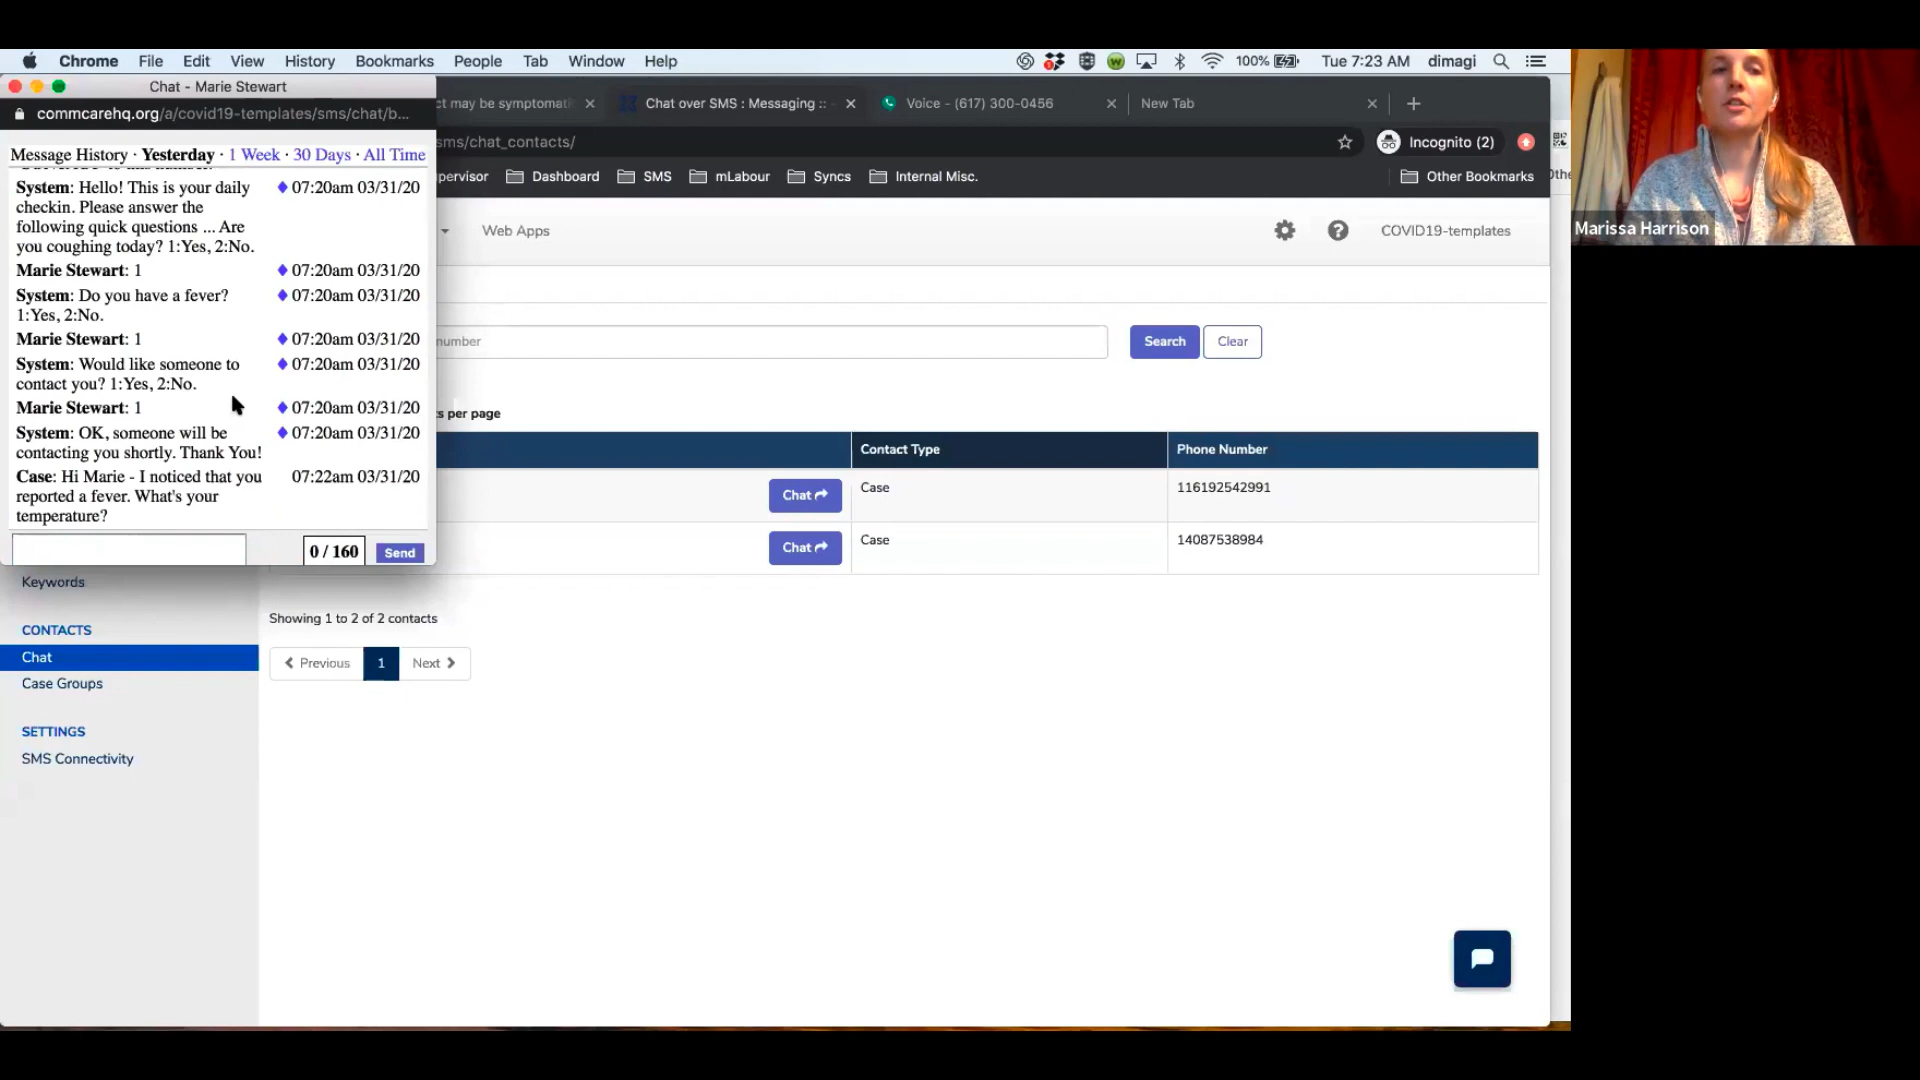 Chrome File Edit View History Bookmarks People Tab Window Help 100% Tue 7:23 AM dimagi
Chat - Marie Stewart
ct may be symptomat Chat over SMS : Messaging :: Voice - (617) 300-0456 New Tab
commcarehq.org/a/covid19-templates/sms/chat/b...
sms/chat_contacts/ Incognito (2)
pervisor Dashboard SMS mLabour Syncs Internal Misc. Other Bookmarks
Message History · Yesterday · 1 Week · 30 Days · All Time
System: Hello! This is your daily 07:20am 03/31/20
checkin. Please answer the
following quick questions ... Are
you coughing today? 1:Yes, 2:No.
Marie Stewart: 1 07:20am 03/31/20
System: Do you have a fever? 07:20am 03/31/20
1:Yes, 2:No.
Marie Stewart: 1 07:20am 03/31/20
System: Would like someone to 07:20am 03/31/20
contact you? 1:Yes, 2:No.
Marie Stewart: 1 07:20am 03/31/20
System: OK, someone will be 07:20am 03/31/20
contacting you shortly. Thank You!
Case: Hi Marie - I noticed that you 07:22am 03/31/20
reported a fever. What's your
temperature?
0 / 160 Send
Web Apps COVID19-templates
number Search Clear
ts per page
Contact Type Phone Number
Chat Case 116192542991
Chat Case 14087538984
Showing 1 to 2 of 2 contacts
Previous 1 Next
Keywords
CONTACTS
Chat
Case Groups
SETTINGS
SMS Connectivity
Marissa Harrison